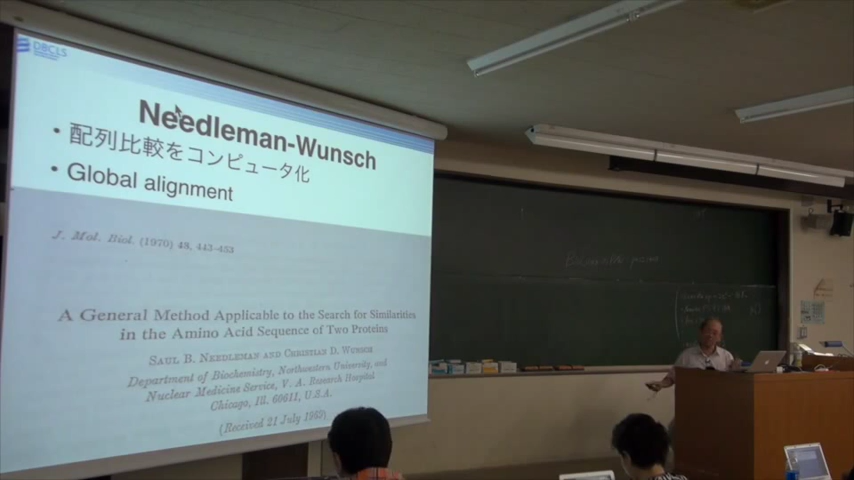 DBCLS
Needleman-Wunsch
• 配列比較をコンピュータ化
• Global alignment
J. Mol. Biol. (1970) 48, 443–453
A General Method Applicable to the Search for Similarities
in the Amino Acid Sequence of Two Proteins
SAUL B. NEEDLEMAN AND CHRISTIAN D. WUNSCH
Department of Biochemistry, Northwestern University, and
Nuclear Medicine Service, V. A. Research Hospital
Chicago, Ill. 60611, U.S.A.
(Received 21 July 1969)